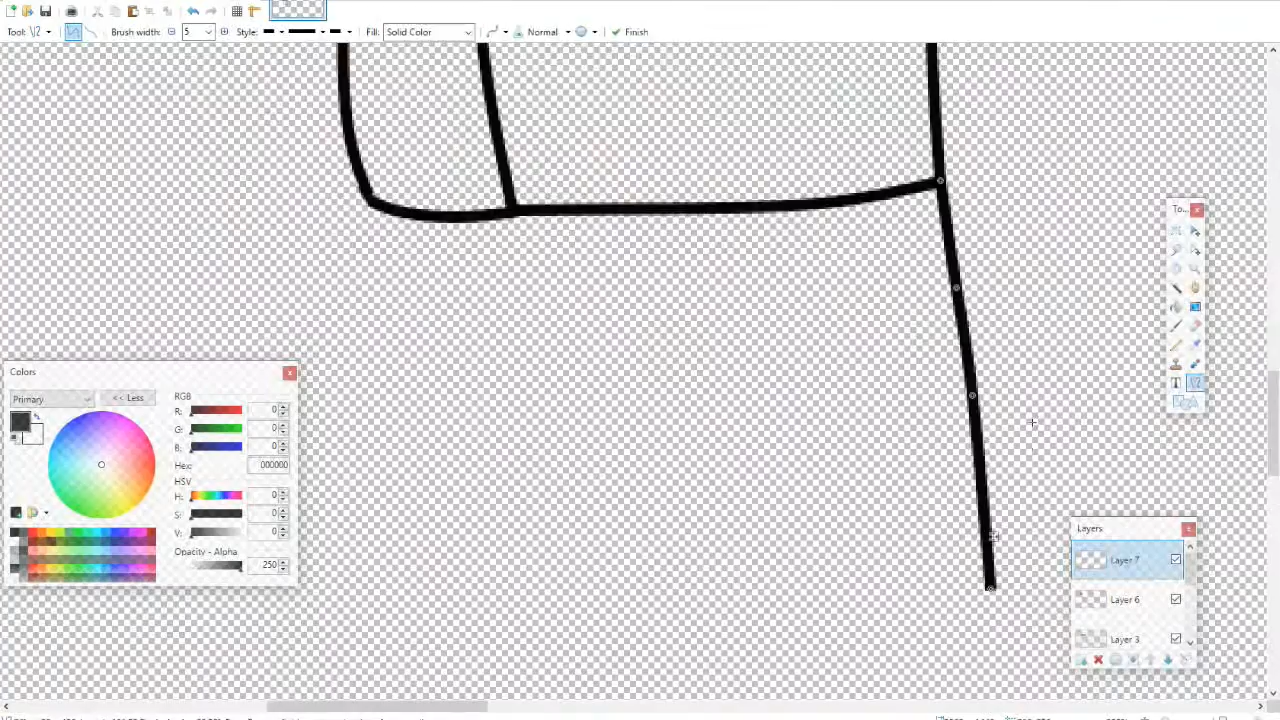 Tool:
Brush width:
5
Style:
Fill:
Solid Color
Normal
Finish
To...
T
Colors
Primary
<< Less
RGB
R:
0
G:
0
B:
0
Hex:
000000
HSV
H:
0
S:
0
V:
0
Opacity - Alpha
250
Layers
Layer 7
Layer 6
Layer 3